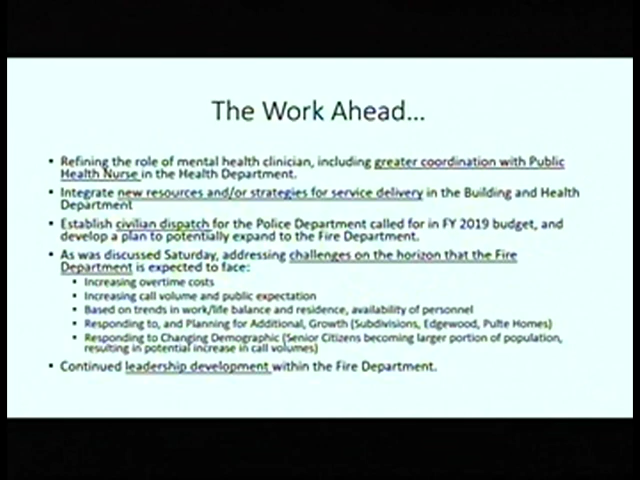 The Work Ahead...
• Refining the role of mental health clinician, including greater coordination with Public
Health Nurse in the Health Department.
• Integrate new resources and/or strategies for service delivery in the Building and Health
Department
• Establish civilian dispatch for the Police Department called for in FY 2019 budget, and
develop a plan to potentially expand to the Fire Department.
• As was discussed Saturday, addressing challenges on the horizon that the Fire
Department is expected to face:
• Increasing overtime costs
• Increasing call volume and public expectation
• Based on trends in work/life balance and residence, availability of personnel
• Responding to, and Planning for Additional, Growth (Subdivisions, Edgewood, Pulte Homes)
• Responding to Changing Demographic (Senior Citizens becoming larger portion of population,
resulting in potential increase in call volumes)
• Continued leadership development within the Fire Department.